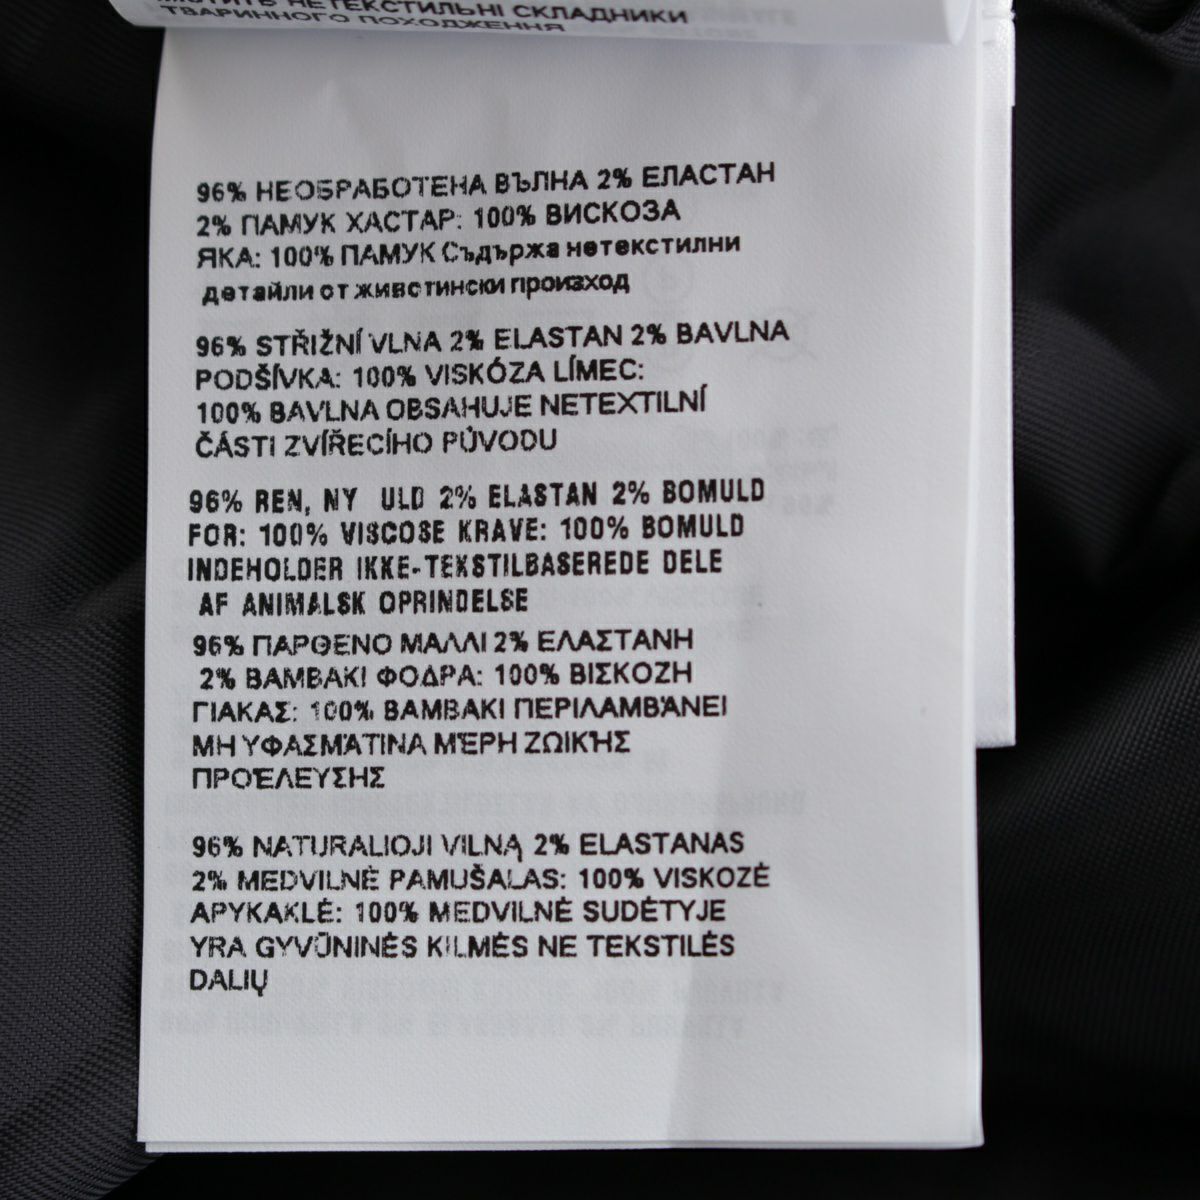 НЕТЕКСТИЛЬНІ СКЛАДНИКИ
ТВАРИННОГО ПОХОДЖЕННЯ
96% НЕОБРАБОТЕНА ВЪЛНА 2% ЕЛАСТАН
2% ПАМУК ХАСТАР: 100% ВИСКОЗА
ЯКА: 100% ПАМУК Съдържа нетекстилни
детайли от живстински произход
96% STŘIŽNÍ VLNA 2% ELASTAN 2% BAVLNA
PODŠÍVKA: 100% VISKÓZA LÍMEC:
100% BAVLNA OBSAHUJE NETEXTILNÍ
ČÁSTI ZVÍŘECÍHO PŮVODU
96% REN, NY ULD 2% ELASTAN 2% BOMULD
FOR: 100% VISCOSE KRAVE: 100% BOMULD
INDEHOLDER IKKE-TEKSTILBASEREDE DELE
AF ANIMALSK OPRINDELSE
96% ΠΑΡΘΕΝΟ ΜΑΛΛΙ 2% ΕΛΑΣΤΑΝΗ
2% ΒΑΜΒΑΚΙ ΦΟΔΡΑ: 100% ΒΙΣΚΟΖΗ
ΓΙΑΚΑΣ: 100% ΒΑΜΒΑΚΙ ΠΕΡΙΛΑΜΒΆΝΕΙ
ΜΗ ΥΦΑΣΜΆΤΙΝΑ ΜΈΡΗ ΖΩΙΚΉΣ
ΠΡΟΈΛΕΥΣΗΣ
96% NATURALIOJI VILNĄ 2% ELASTANAS
2% MEDVILNĖ PAMUŠALAS: 100% VISKOZĖ
APYKAKLĖ: 100% MEDVILNĖ SUDĖTYJE
YRA GYVŪNINĖS KILMĖS NE TEKSTILĖS
DALIŲ